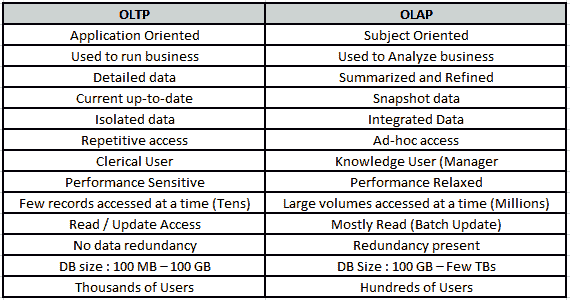 OLTP OLAP
Application Oriented Subject Oriented
Used to run business Used to Analyze business
Detailed data Summarized and Refined
Current up-to-date Snapshot data
Isolated data Integrated Data
Repetitive access Ad-hoc access
Clerical User Knowledge User (Manager
Performance Sensitive Performance Relaxed
Few records accessed at a time (Tens) Large volumes accessed at a time (Millions)
Read / Update Access Mostly Read (Batch Update)
No data redundancy Redundancy present
DB size : 100 MB – 100 GB DB Size : 100 GB – Few TBs
Thousands of Users Hundreds of Users